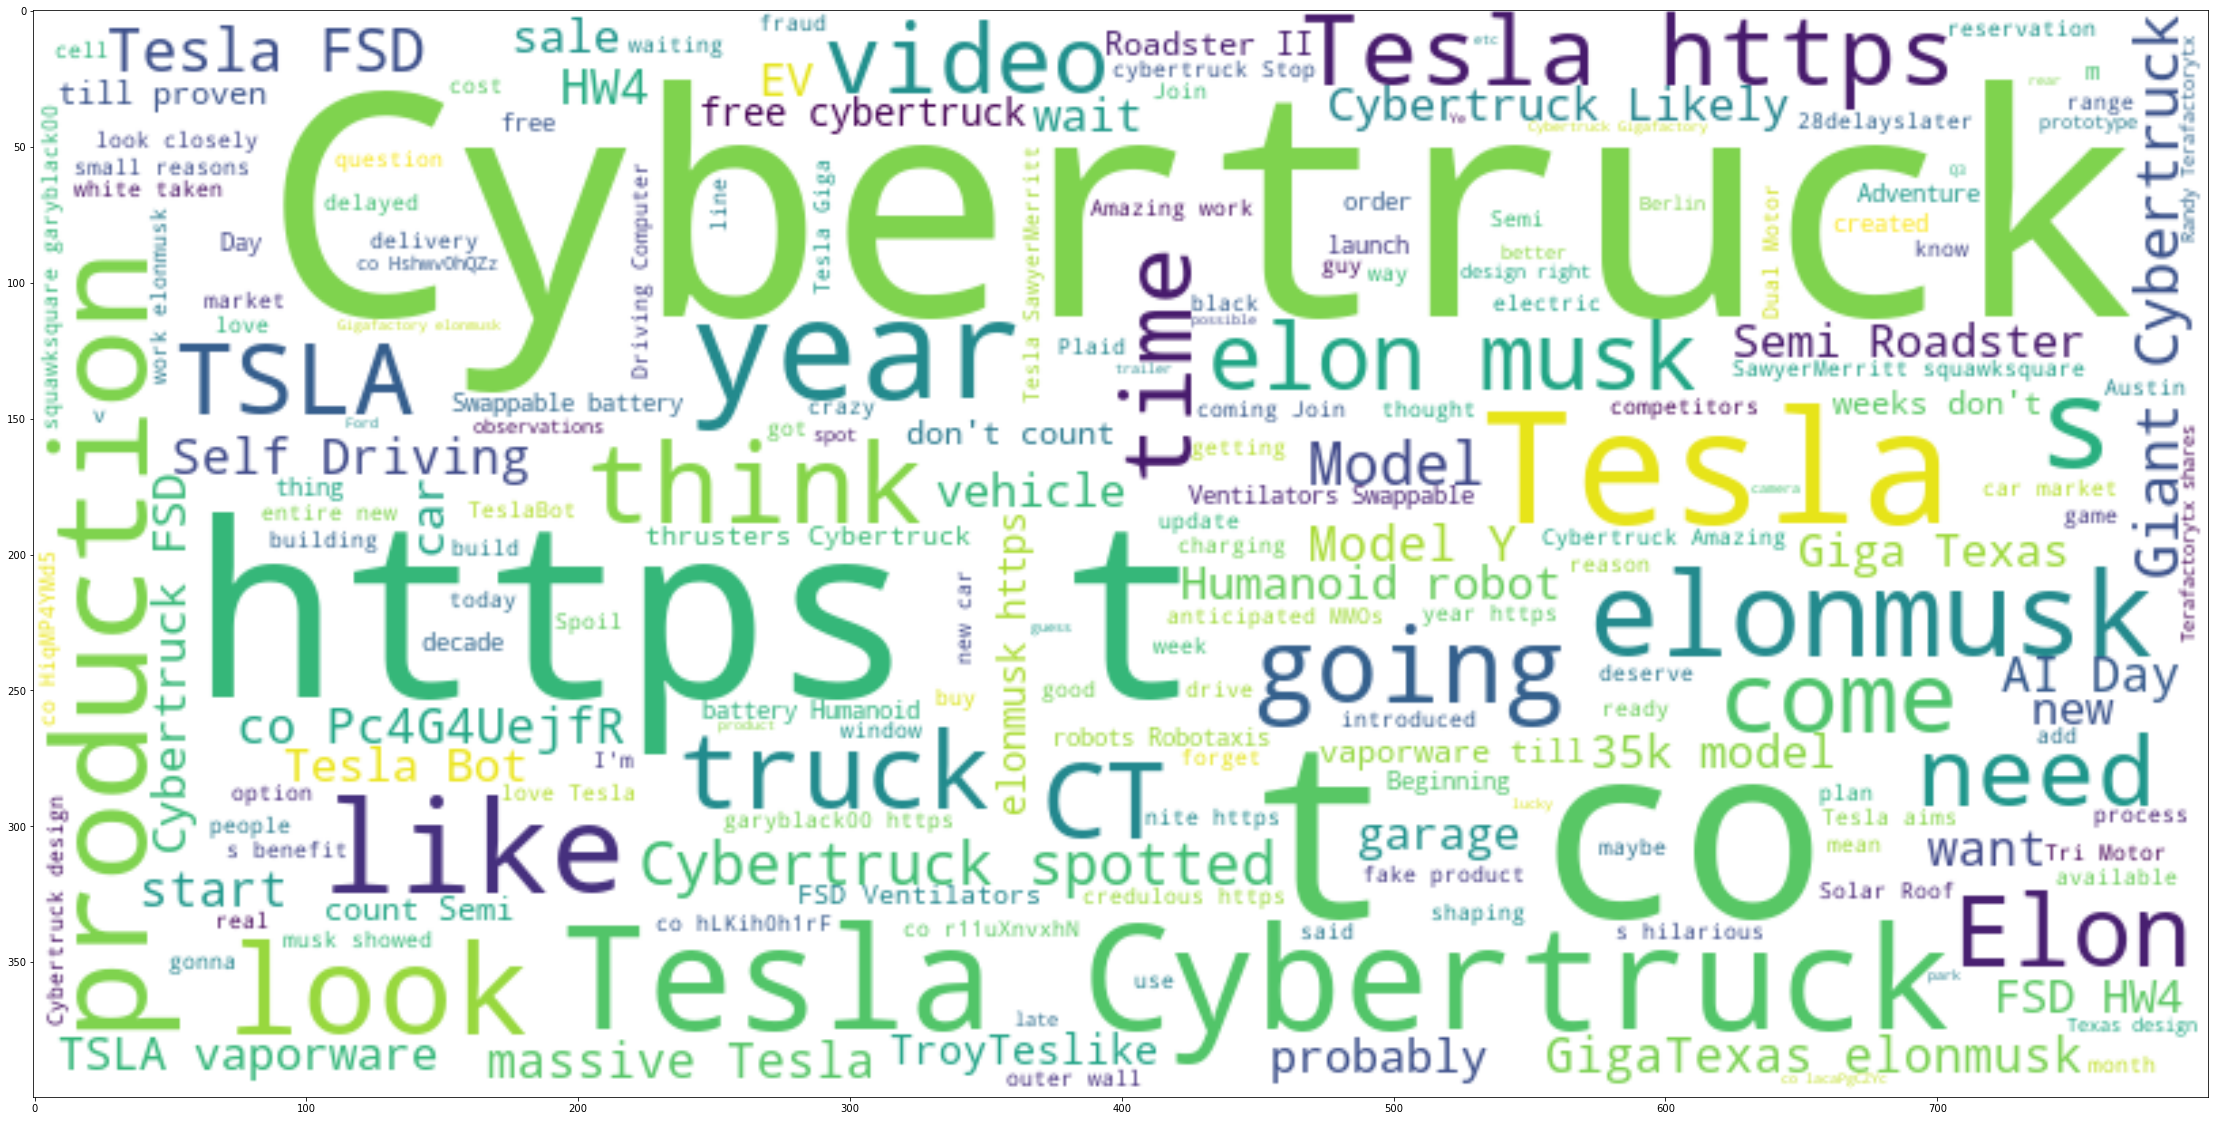 Tesla FSD
sale
waiting
fraud
video
Roadster II
Tesla https
etc
reservation
cell
HW4
EV
cybertruck Stop
m
rear
till proven
cost
free
free cybertruck
wait
Join
Cybertruck Likely
Ye
Cybertruck Gigafactory
28delayslater
range
prototype
look closely
small reasons
white taken
question
Cybertruck
delayed
Day
delivery
co Hshwv0hQZz
Driving Computer
line
Tesla Giga
Tesla SawyerMerritt
Amazing work
order
launch
guy
way
Semi
better
design right
electric
Berlin
Dual Motor
Adventure
created
know
Q3
Giant Cybertruck
Randy Terafactorytx
squawksquare garyblack00
work elonmusk
production
market
love
Gigafactory elonmusk
TSLA
year
time
black
possible
Plaid
trailer
elon musk
Semi Roadster
SawyerMerritt squawksquare
Austin
v
Ford
Swappable battery
observations
crazy
got
spot
don't count
coming Join
thought
getting
competitors
weeks don't
s
Self Driving
think
vehicle
Model
Tesla
camera
Ventilators Swappable
car market
game
Terafactorytx shares
thing
entire new
building
car
TeslaBot
build
thrusters Cybertruck
update
charging
Model Y
Cybertruck Amazing
reason
Giga Texas
Cybertruck FSD
co HiqMP4YMdS
https t
today
decade
Spoil
new car
elonmusk https
guess
Humanoid robot
anticipated MMOs
year https
week
elonmusk
going
deserve
AI Day
good
drive
introduced
come
new
add
co Pc4G4UejfR
battery Humanoid
product
window
buy
robots Robotaxis
forget
vaporware till
ready
35k model
Tesla Bot
I'm
truck
CT
Beginning
need
option
love Tesla
people
s benefit
like
garyblack00 https
nite https
lucky
t co
plan
Tesla aims
mean
process
Cybertruck design
start
Cybertruck spotted
garage
maybe
want
Tri Motor
available
count Semi
FSD Ventilators
credulous https
fake product
shaping
Solar Roof
real
musk showed
gonna
co hLKih0h1rF
co r11uXnvxhN
said
s hilarious
Elon
look
Tesla Cybertruck
use
park
late
FSD HW4
Texas design
TSLA vaporware
massive Tesla
TroyTeslike
outer wall
probably
GigaTexas elonmusk
month
0 100 200 300 400 500 600 700
0
50
100
150
200
250
300
350